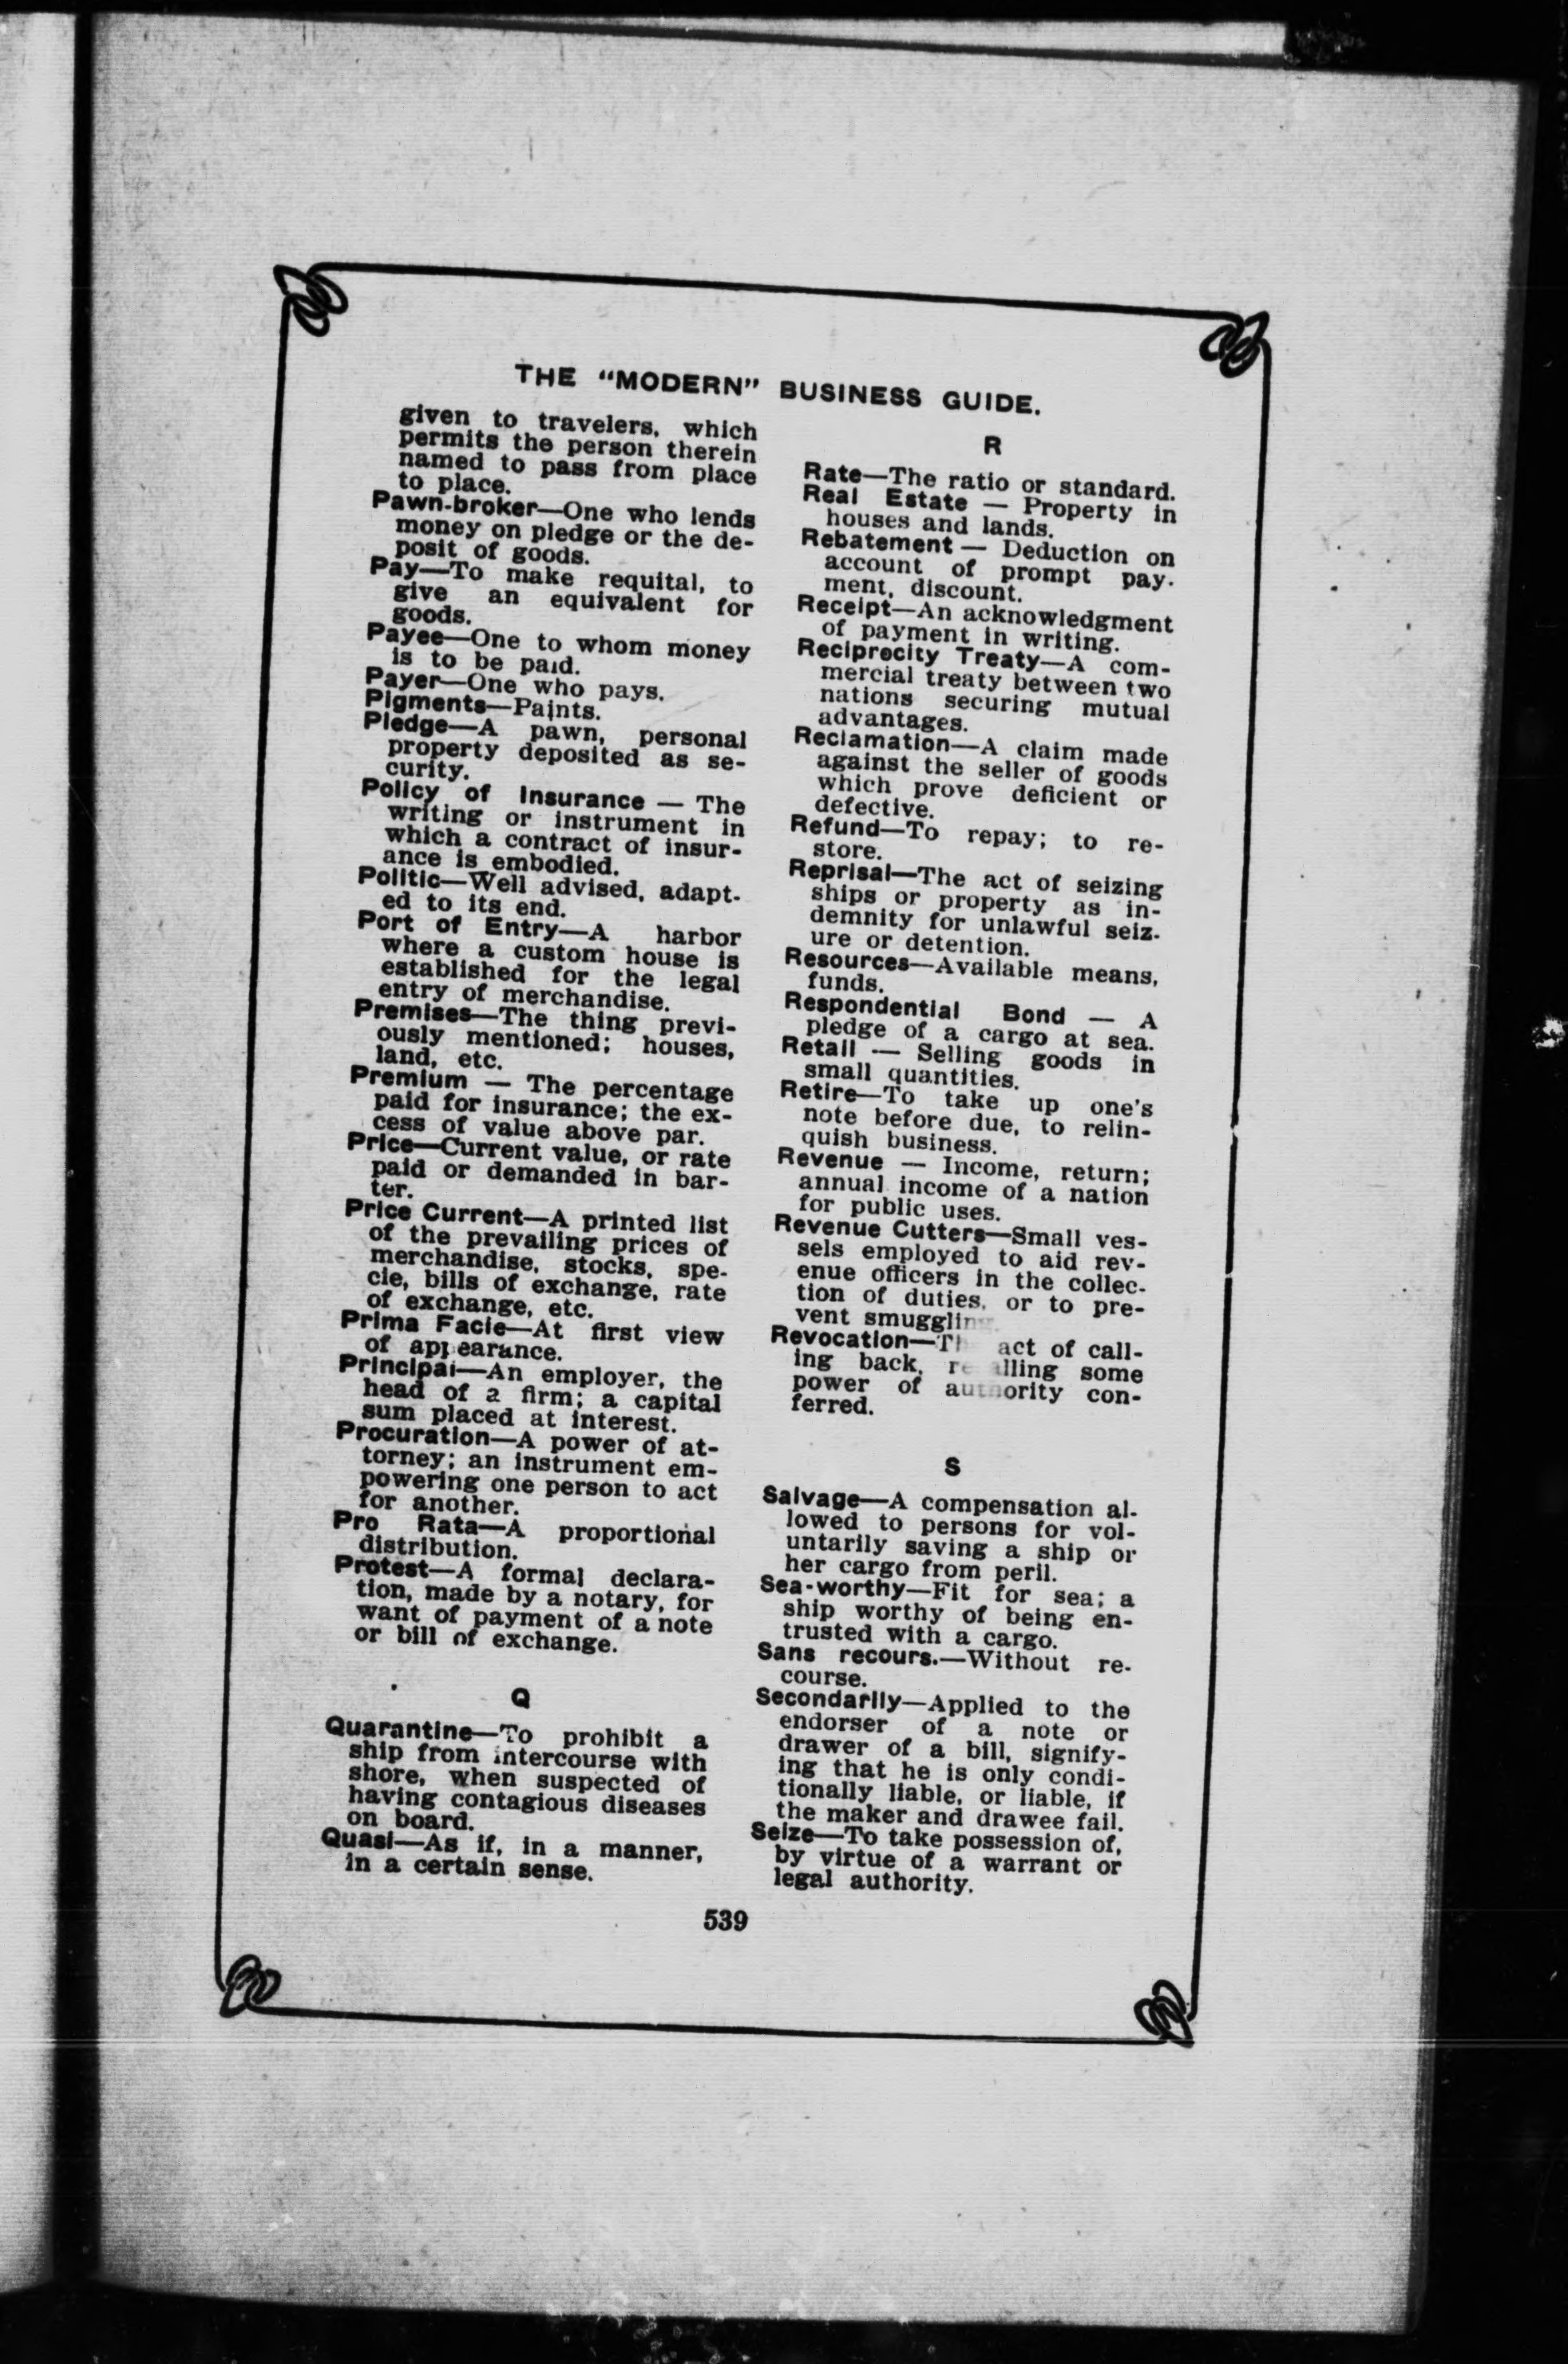 THE "MODERN" BUSINESS GUIDE.
given to travelers, which
permits the person therein
named to pass from place
to place.
Pawn-broker—One who lends
money on pledge or the de-
posit of goods.
Pay—To make requital, to
give an equivalent for
goods.
Payee—One to whom money
is to be paid.
Payer—One who pays.
Pigments—Paints.
Pledge—A pawn, personal
property deposited as se-
curity.
Policy of Insurance — The
writing or instrument in
which a contract of insur-
ance is embodied.
Politic—Well advised, adapt-
ed to its end.
Port of Entry—A harbor
where a custom house is
established for the legal
entry of merchandise.
Premises—The thing previ-
ously mentioned; houses,
land, etc.
Premium — The percentage
paid for insurance; the ex-
cess of value above par.
Price—Current value, or rate
paid or demanded in bar-
ter.
Price Current—A printed list
of the prevailing prices of
merchandise, stocks, spe-
cie, bills of exchange, rate
of exchange, etc.
Prima Facie—At first view
of appearance.
Principal—An employer, the
head of a firm; a capital
sum placed at interest.
Procuration—A power of at-
torney; an instrument em-
powering one person to act
for another.
Pro Rata—A proportional
distribution.
Protest—A formal declara-
tion, made by a notary, for
want of payment of a note
or bill of exchange.
Q
Quarantine—To prohibit a
ship from intercourse with
shore, when suspected of
having contagious diseases
on board.
Quasi—As if, in a manner,
in a certain sense.
R
Rate—The ratio or standard.
Real Estate — Property in
houses and lands.
Rebatement — Deduction on
account of prompt pay-
ment, discount.
Receipt—An acknowledgment
of payment in writing.
Reciprocity Treaty—A com-
mercial treaty between two
nations securing mutual
advantages.
Reclamation—A claim made
against the seller of goods
which prove deficient or
defective.
Refund—To repay; to re-
store.
Reprisal—The act of seizing
ships or property as in-
demnity for unlawful seiz-
ure or detention.
Resources—Available means,
funds.
Respondential Bond — A
pledge of a cargo at sea.
Retail — Selling goods in
small quantities.
Retire—To take up one's
note before due, to relin-
quish business.
Revenue — Income, return;
annual income of a nation
for public uses.
Revenue Cutters—Small ves-
sels employed to aid rev-
enue officers in the collec-
tion of duties, or to pre-
vent smuggling.
Revocation—The act of call-
ing back, recalling some
power of authority con-
ferred.
S
Salvage—A compensation al-
lowed to persons for vol-
untarily saving a ship or
her cargo from peril.
Sea-worthy—Fit for sea; a
ship worthy of being en-
trusted with a cargo.
Sans recours.—Without re-
course.
Secondarily—Applied to the
endorser of a note or
drawer of a bill, signify-
ing that he is only condi-
tionally liable, or liable, if
the maker and drawee fail.
Seize—To take possession of,
by virtue of a warrant or
legal authority.
539